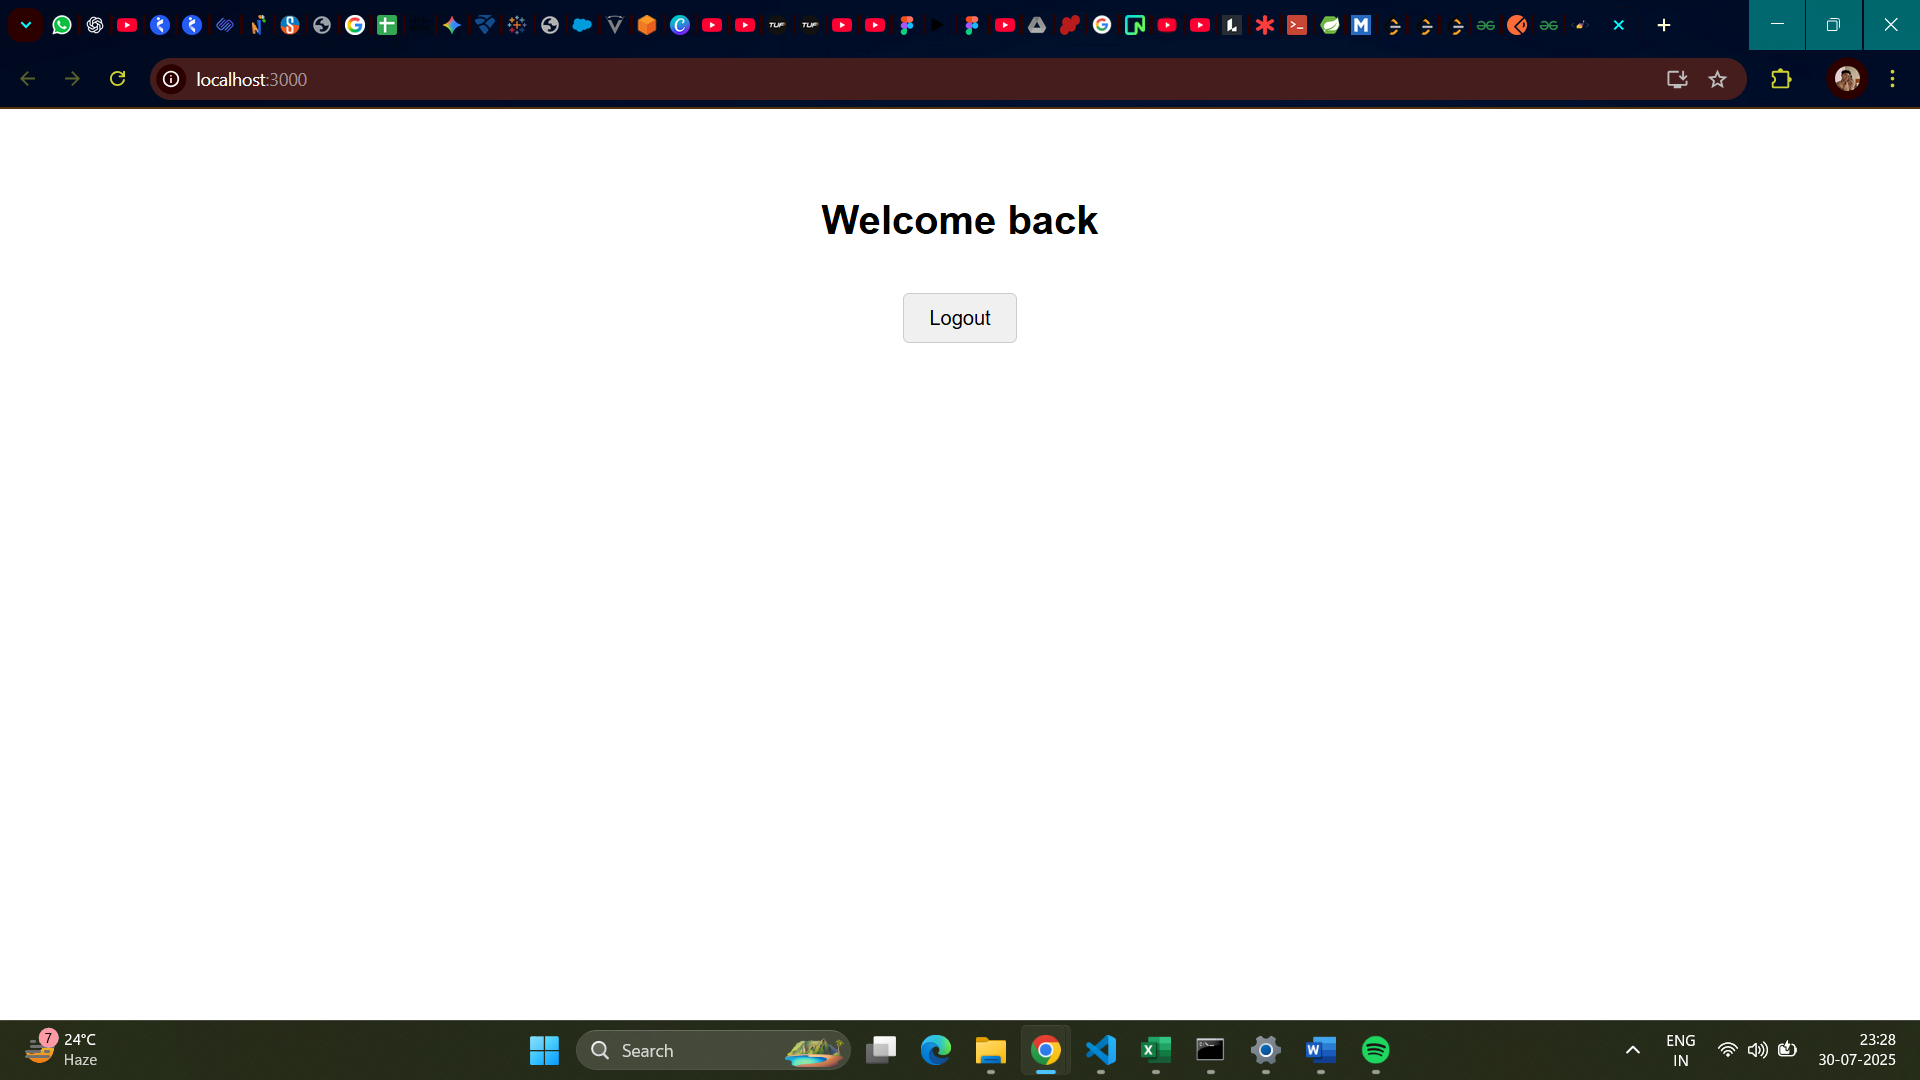 localhost:3000
Welcome back
Logout
7
24°C
Haze
Search
ENG
IN
23:28
30-07-2025